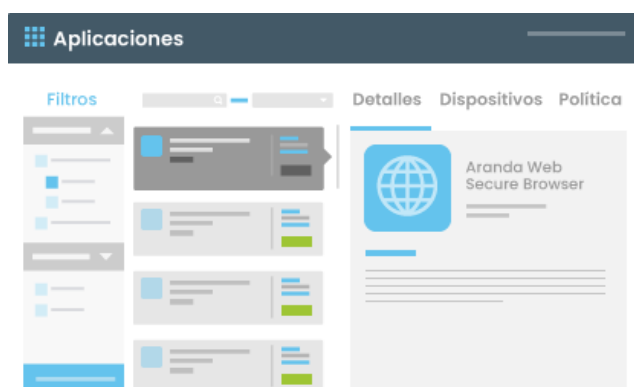 Aplicaciones
Filtros
Detalles Dispositivos Política
Aranda Web
Secure Browser